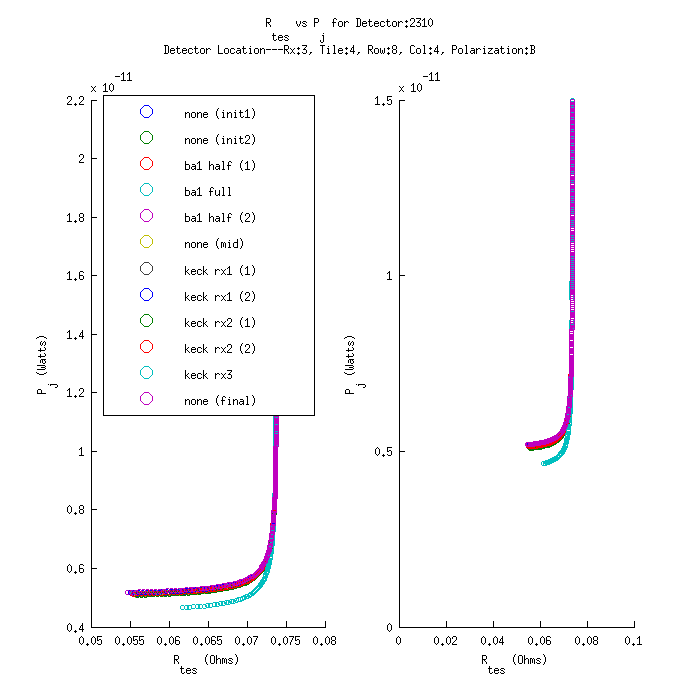 R    vs P  for Detector:2310
tes    j
Detector Location---Rx:3, Tile:4, Row:8, Col:4, Polarization:B
x 10^-11
2.2
2
1.8
1.6
1.4
1.2
1
0.8
0.6
0.4
0.05 0.055 0.06 0.065 0.07 0.075 0.08
P_j (Watts)
R_tes (Ohms)
none (init1)
none (init2)
ba1 half (1)
ba1 full
ba1 half (2)
none (mid)
keck rx1 (1)
keck rx1 (2)
keck rx2 (1)
keck rx2 (2)
keck rx3
none (final)
x 10^-11
1.5
1
0.5
0
0 0.02 0.04 0.06 0.08 0.1
P_j (Watts)
R_tes (Ohms)